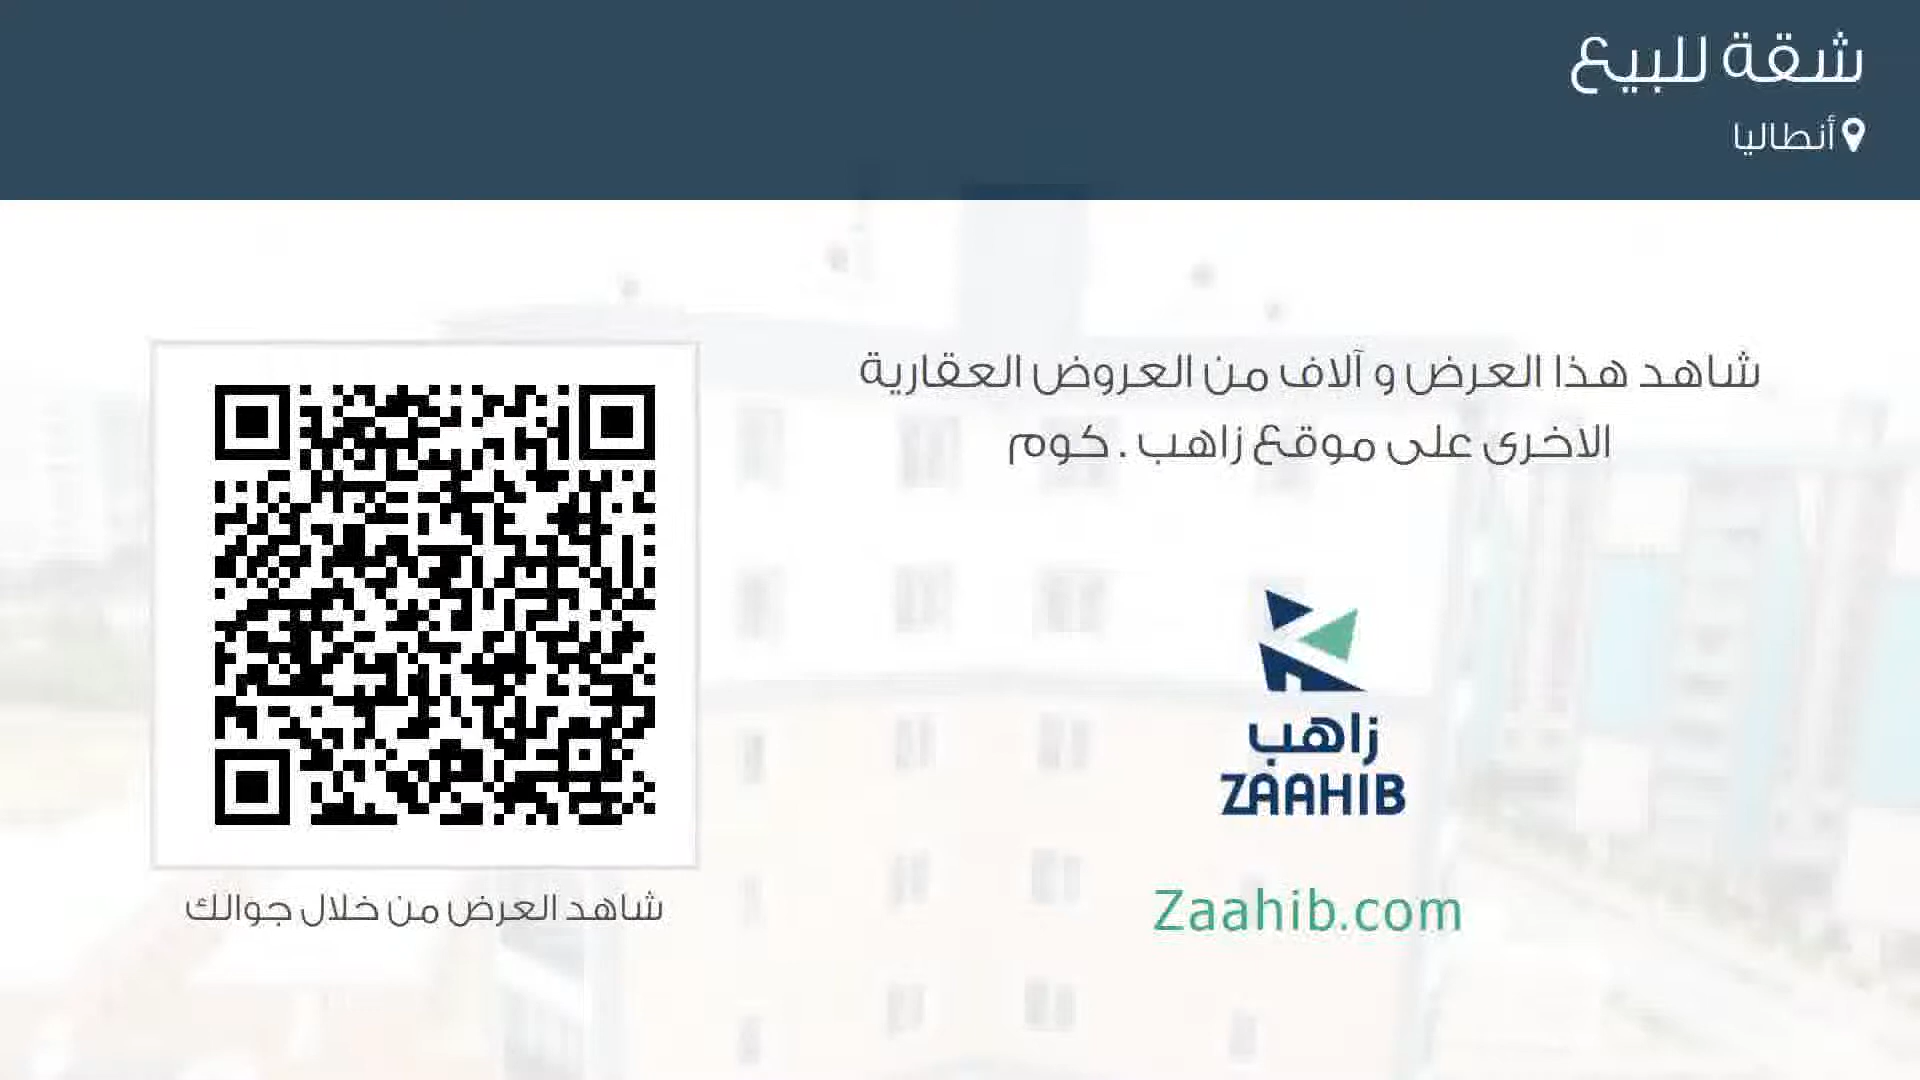 شقة للبيع
أنطاليا
شاهد هذا العرض و آلاف من العروض العقارية
الاخرى على موقع زاهب . كوم
زاهب
ZAAHIB
Zaahib.com
شاهد العرض من خلال جوالك